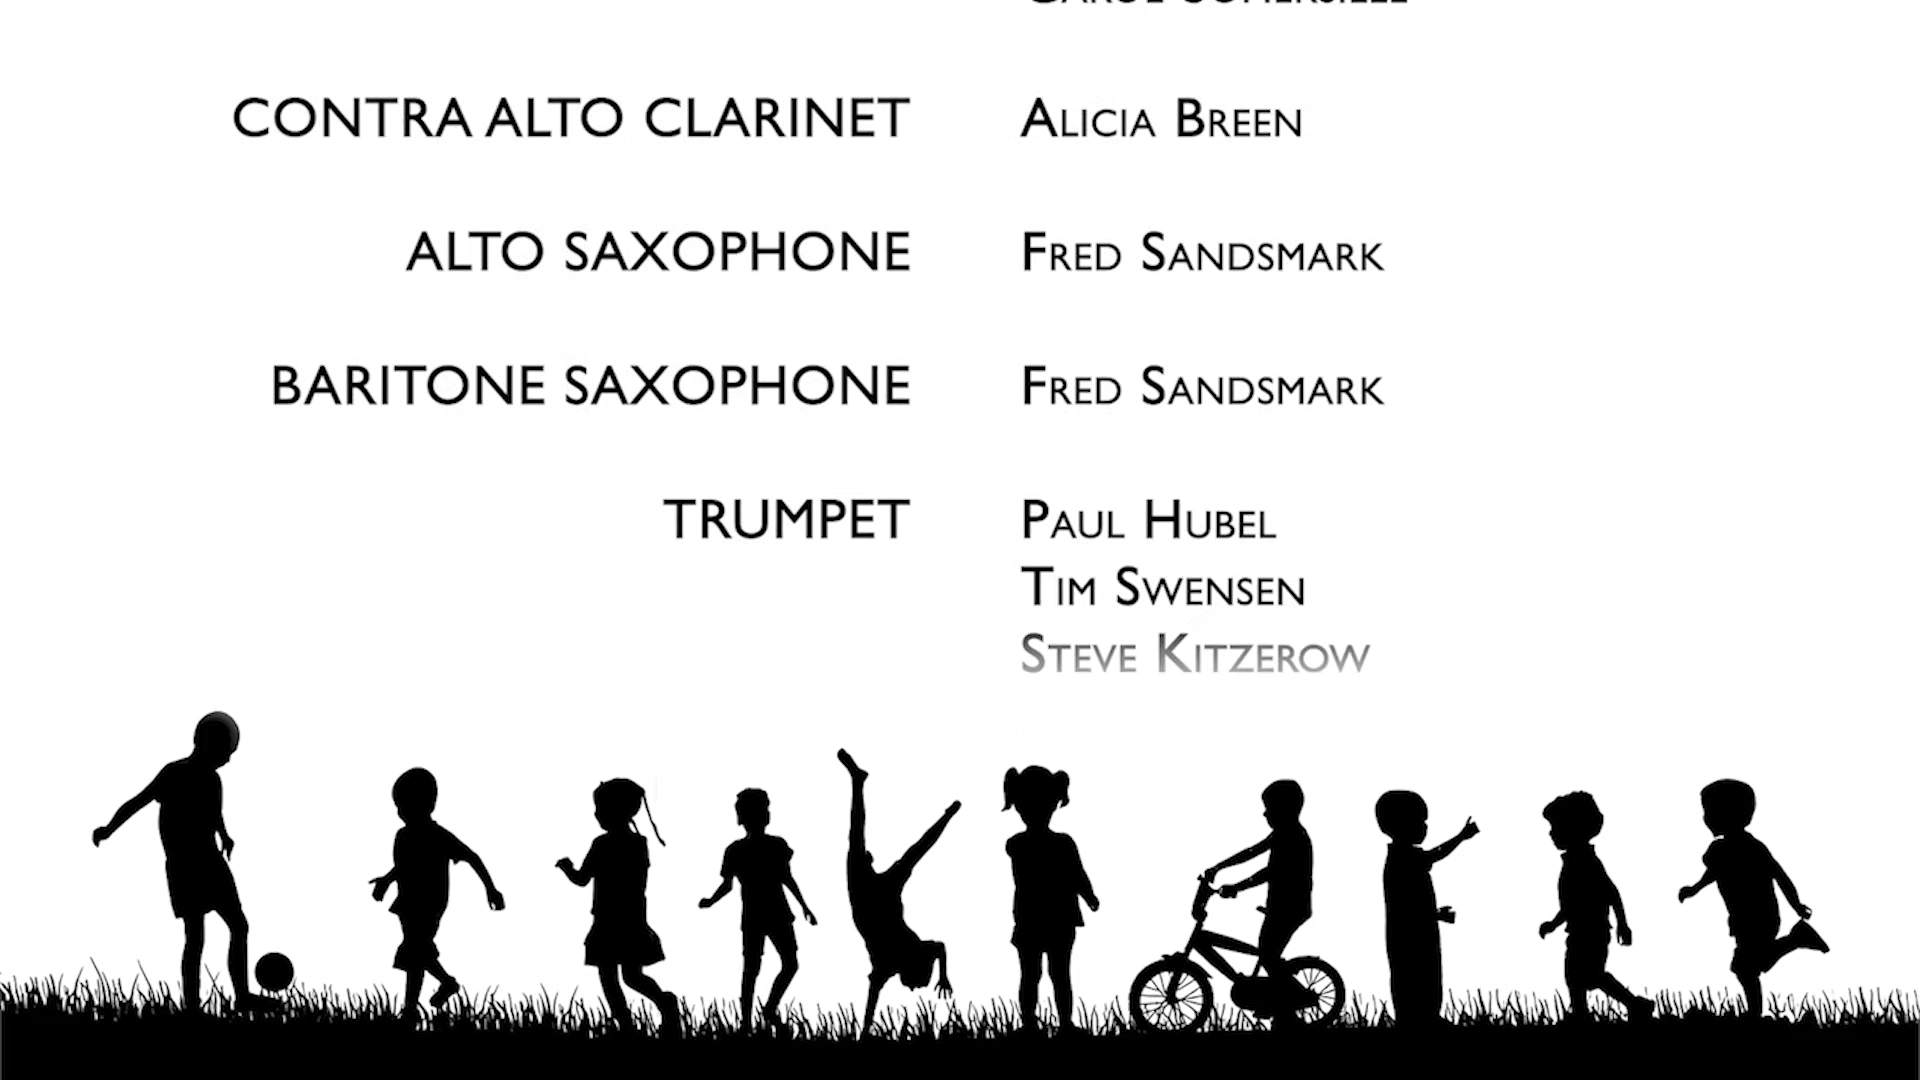 CONTRA ALTO CLARINET ALICIA BREEN
ALTO SAXOPHONE FRED SANDSMARK
BARITONE SAXOPHONE FRED SANDSMARK
TRUMPET PAUL HUBEL
TIM SWENSEN
STEVE KITZEROW